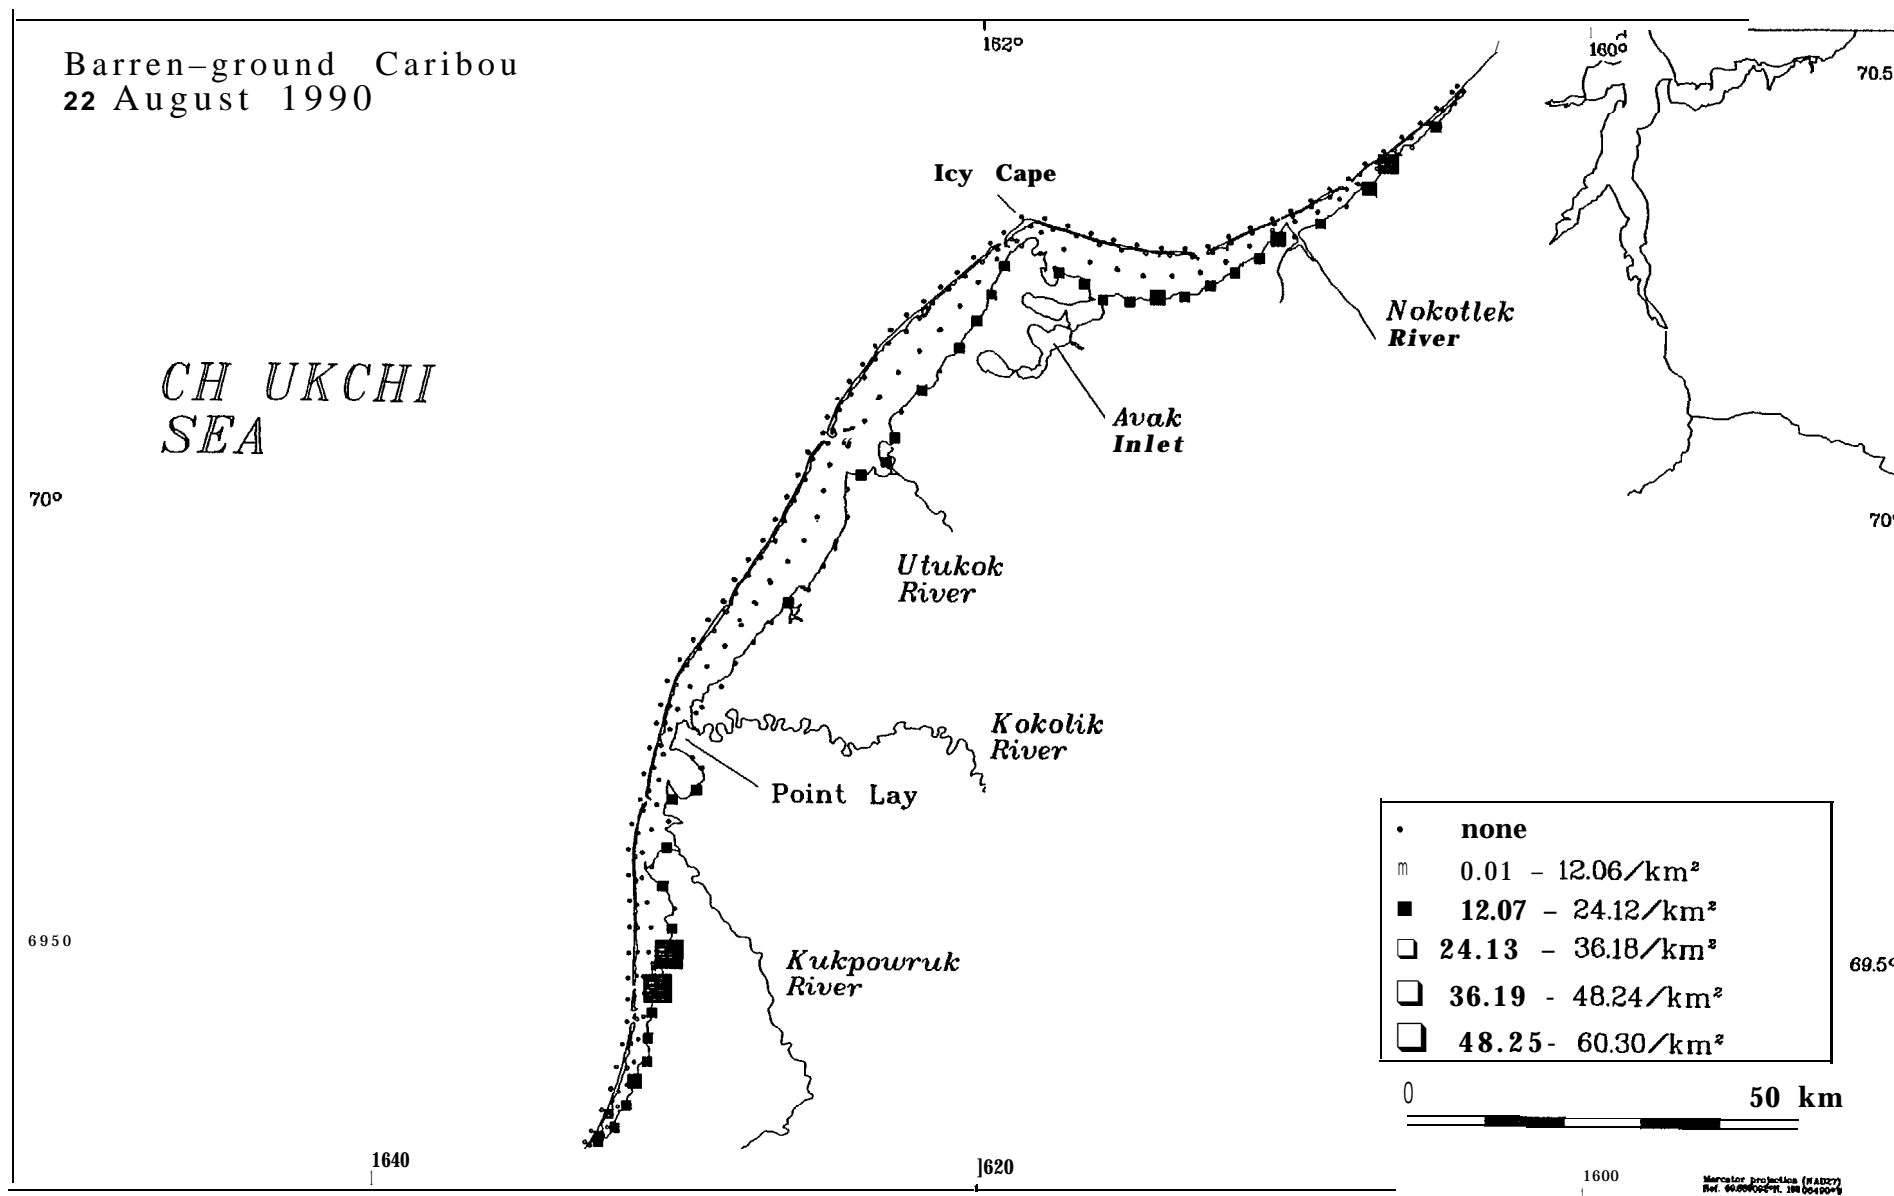 Barren-ground Caribou
22 August 1990
162°
160°
70.5
Icy Cape
Nokotlek
River
CH UKCHI
SEA
Avak
Inlet
70°
70°
Utukok
River
Kokolik
River
Point Lay
6950
Kukpowruk
River
69.5°
none
m 0.01 - 12.06/km²
12.07 - 24.12/km²
24.13 - 36.18/km²
36.19 - 48.24/km²
48.25- 60.30/km²
0 50 km
1640
]620
1600
Mercator projection (NAD27)